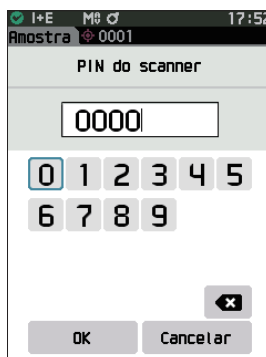 I+E M 17:52
Amostra 0001
PIN do scanner
0000
0 1 2 3 4 5
6 7 8 9
OK Cancelar